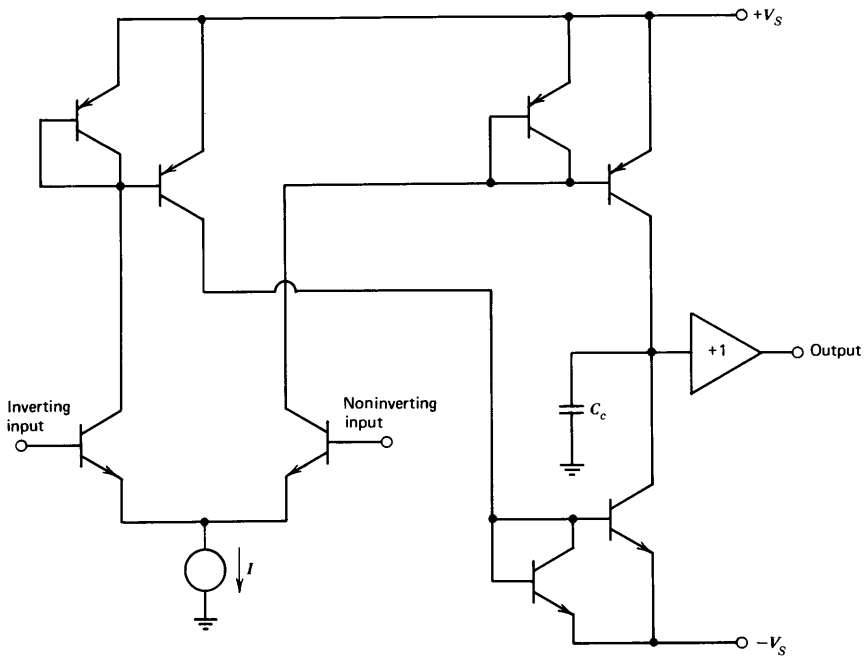 +V_S
+1
Output
C_c
Inverting
input
Noninverting
input
I
−V_S